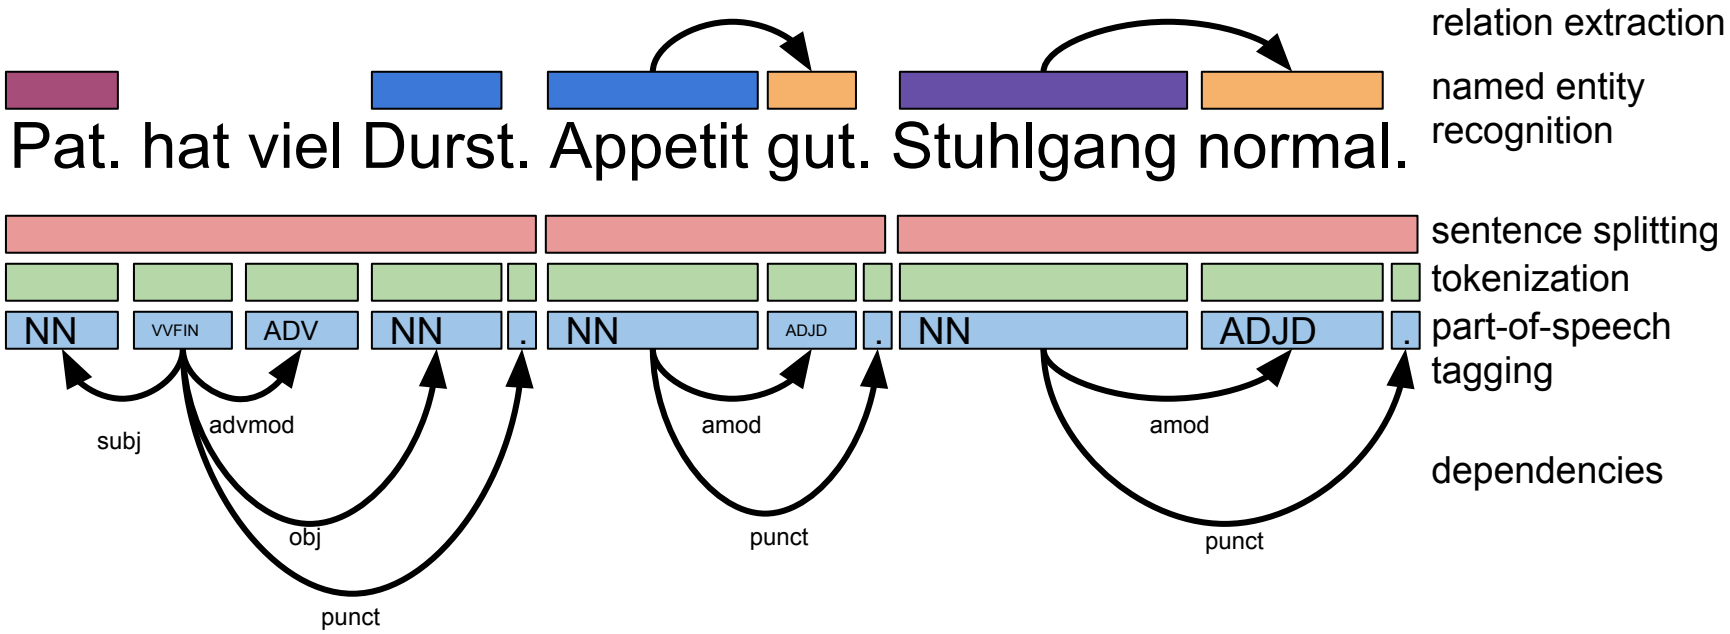 relation extraction
named entity
recognition
Pat. hat viel Durst. Appetit gut. Stuhlgang normal.
sentence splitting
tokenization
NN VVFIN ADV NN . NN ADJD . NN ADJD .
part-of-speech
tagging
subj advmod amod amod
dependencies
obj punct punct
punct